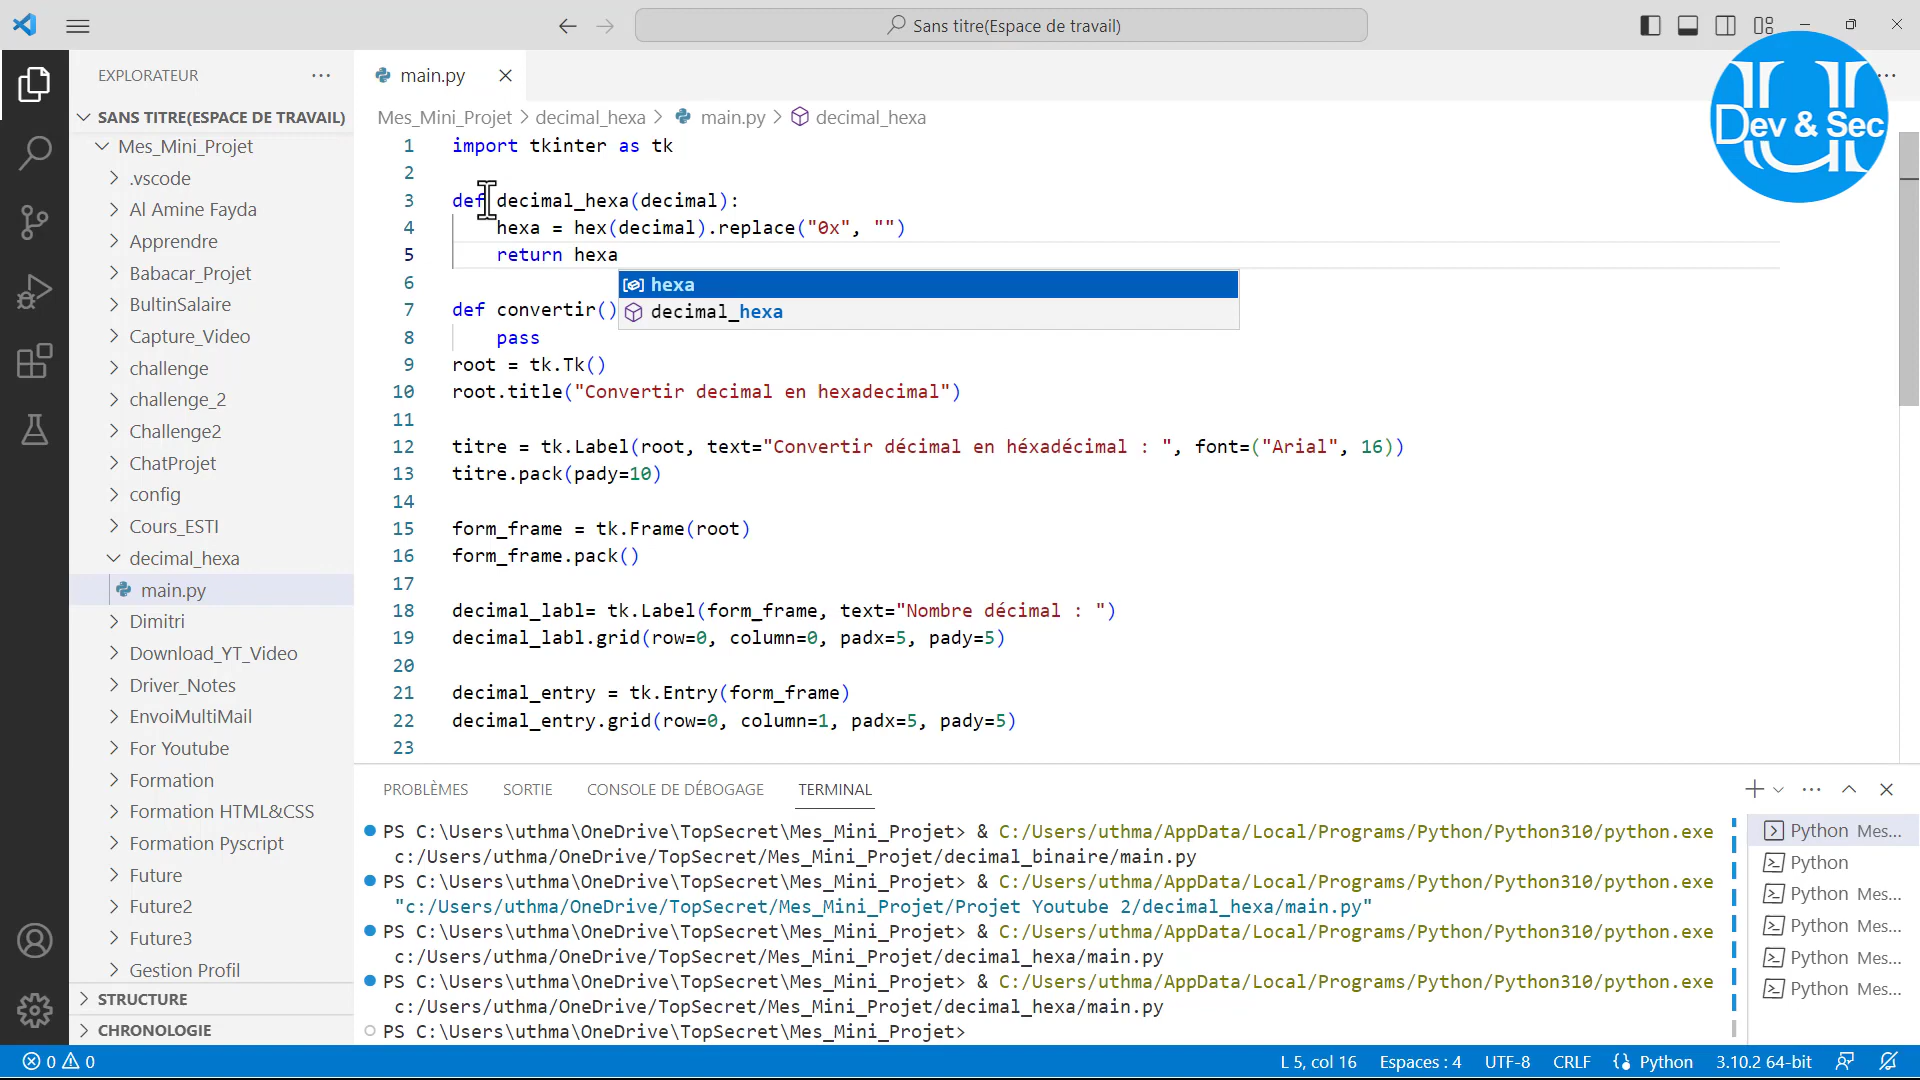 Sans titre(Espace de travail)
EXPLORATEUR
SANS TITRE(ESPACE DE TRAVAIL)
Mes_Mini_Projet
.vscode
Al Amine Fayda
Apprendre
Babacar_Projet
BultinSalaire
Capture_Video
challenge
challenge_2
Challenge2
ChatProjet
config
Cours_ESTI
decimal_hexa
main.py
Dimitri
Download_YT_Video
Driver_Notes
EnvoiMultiMail
For Youtube
Formation
Formation HTML&CSS
Formation Pyscript
Future
Future2
Future3
Gestion Profil
STRUCTURE
CHRONOLOGIE
main.py
Mes_Mini_Projet > decimal_hexa > main.py > decimal_hexa
1 import tkinter as tk
2
3 def decimal_hexa(decimal):
4 hexa = hex(decimal).replace("0x", "")
5 return hexa
6
hexa
decimal_hexa
7 def convertir()
8 pass
9 root = tk.Tk()
10 root.title("Convertir decimal en hexadecimal")
11
12 titre = tk.Label(root, text="Convertir décimal en héxadécimal : ", font=("Arial", 16))
13 titre.pack(pady=10)
14
15 form_frame = tk.Frame(root)
16 form_frame.pack()
17
18 decimal_labl= tk.Label(form_frame, text="Nombre décimal : ")
19 decimal_labl.grid(row=0, column=0, padx=5, pady=5)
20
21 decimal_entry = tk.Entry(form_frame)
22 decimal_entry.grid(row=0, column=1, padx=5, pady=5)
23
U
Dev & Sec
PROBLÈMES SORTIE CONSOLE DE DÉBOGAGE TERMINAL
PS C:\Users\uthma\OneDrive\TopSecret\Mes_Mini_Projet> & C:/Users/uthma/AppData/Local/Programs/Python/Python310/python.exe
c:/Users/uthma/OneDrive/TopSecret/Mes_Mini_Projet/decimal_binaire/main.py
PS C:\Users\uthma\OneDrive\TopSecret\Mes_Mini_Projet> & C:/Users/uthma/AppData/Local/Programs/Python/Python310/python.exe
"c:/Users/uthma/OneDrive/TopSecret/Mes_Mini_Projet/Projet Youtube 2/decimal_hexa/main.py"
PS C:\Users\uthma\OneDrive\TopSecret\Mes_Mini_Projet> & C:/Users/uthma/AppData/Local/Programs/Python/Python310/python.exe
c:/Users/uthma/OneDrive/TopSecret/Mes_Mini_Projet/decimal_hexa/main.py
PS C:\Users\uthma\OneDrive\TopSecret\Mes_Mini_Projet> & C:/Users/uthma/AppData/Local/Programs/Python/Python310/python.exe
c:/Users/uthma/OneDrive/TopSecret/Mes_Mini_Projet/decimal_hexa/main.py
PS C:\Users\uthma\OneDrive\TopSecret\Mes_Mini_Projet>
Python Mes...
Python
Python Mes...
Python Mes...
Python Mes...
Python Mes...
0 0
L 5, col 16 Espaces : 4 UTF-8 CRLF Python 3.10.2 64-bit